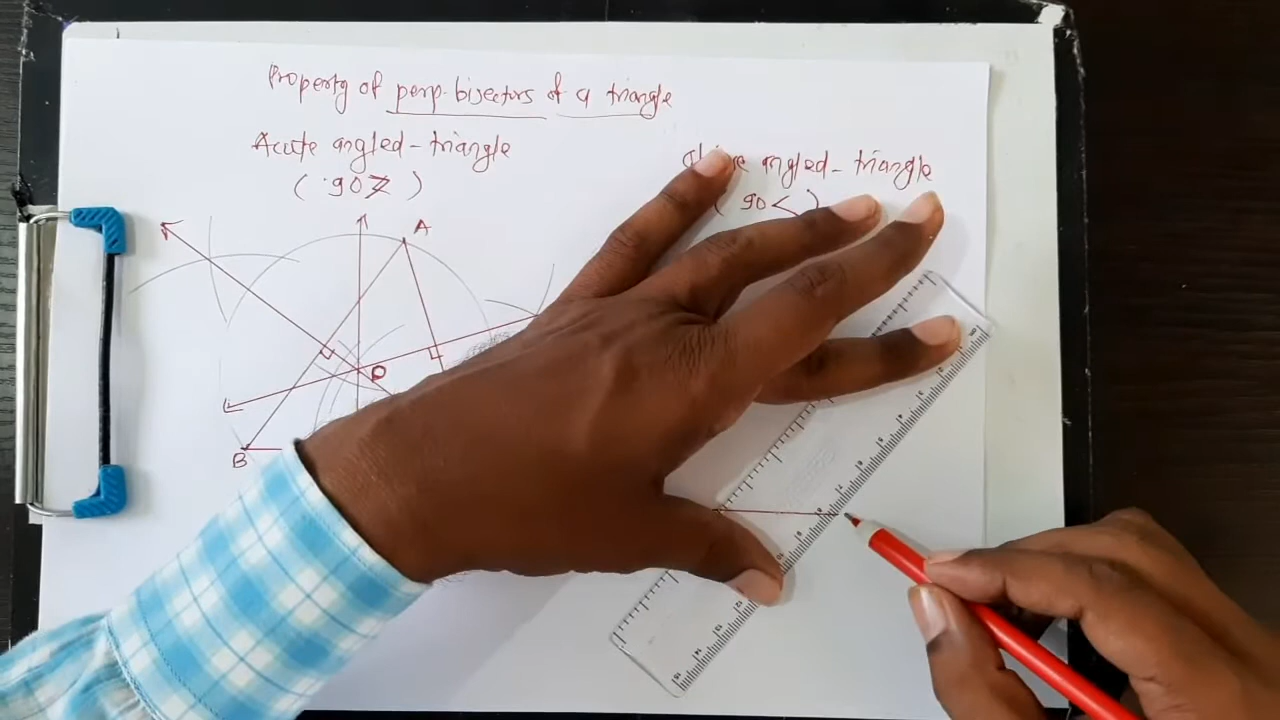 Property of perp. bisectors of a triangle
Acute angled-triangle
angled-triangle
( 90> )
( 90< )
A
O
B